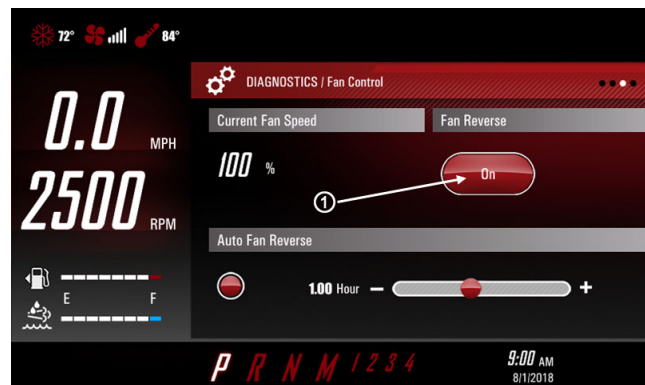 72° 84°
DIAGNOSTICS / Fan Control
0.0 MPH
2500 RPM
Current Fan Speed Fan Reverse
100 % On
1
Auto Fan Reverse
1.00 Hour − +
E F
P R N M 1 2 3 4
9:00 AM
8/1/2018